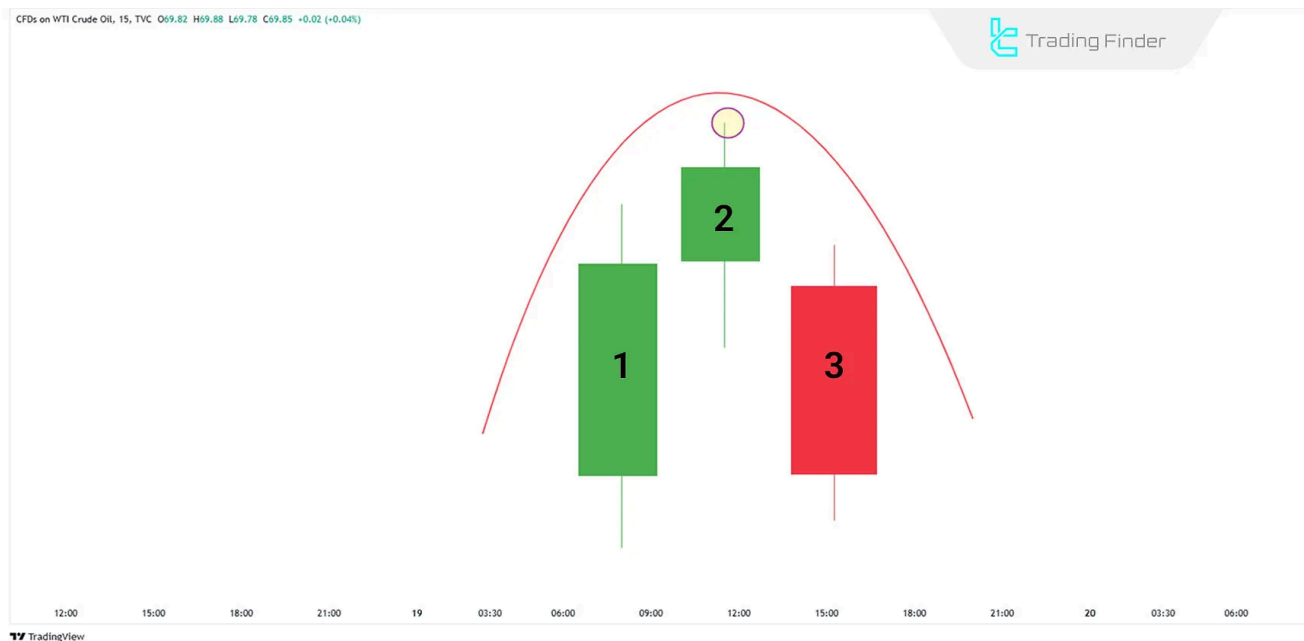 CFDs on WTI Crude Oil, 15, TVC O69.82 H69.88 L69.78 C69.85 +0.02 (+0.04%)
Trading Finder
2
1
3
12:00 15:00 18:00 21:00 19 03:30 06:00 09:00 12:00 15:00 18:00 21:00 20 03:30 06:00
TradingView